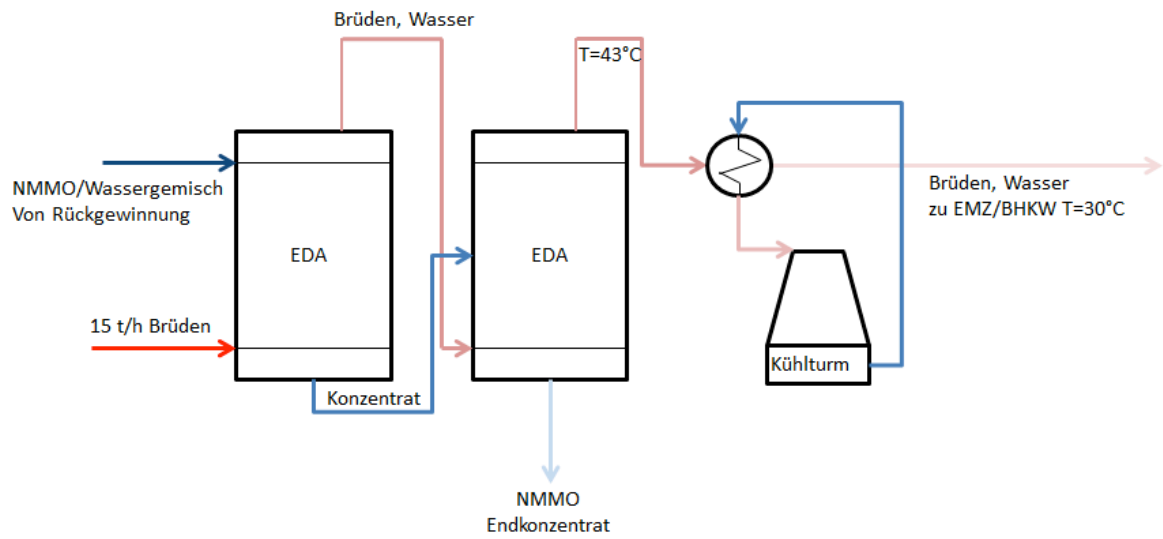 Brüden, Wasser
T=43°C
NMMO/Wassergemisch
Von Rückgewinnung
EDA
EDA
Brüden, Wasser
zu EMZ/BHKW T=30°C
15 t/h Brüden
Kühlturm
Konzentrat
NMMO
Endkonzentrat